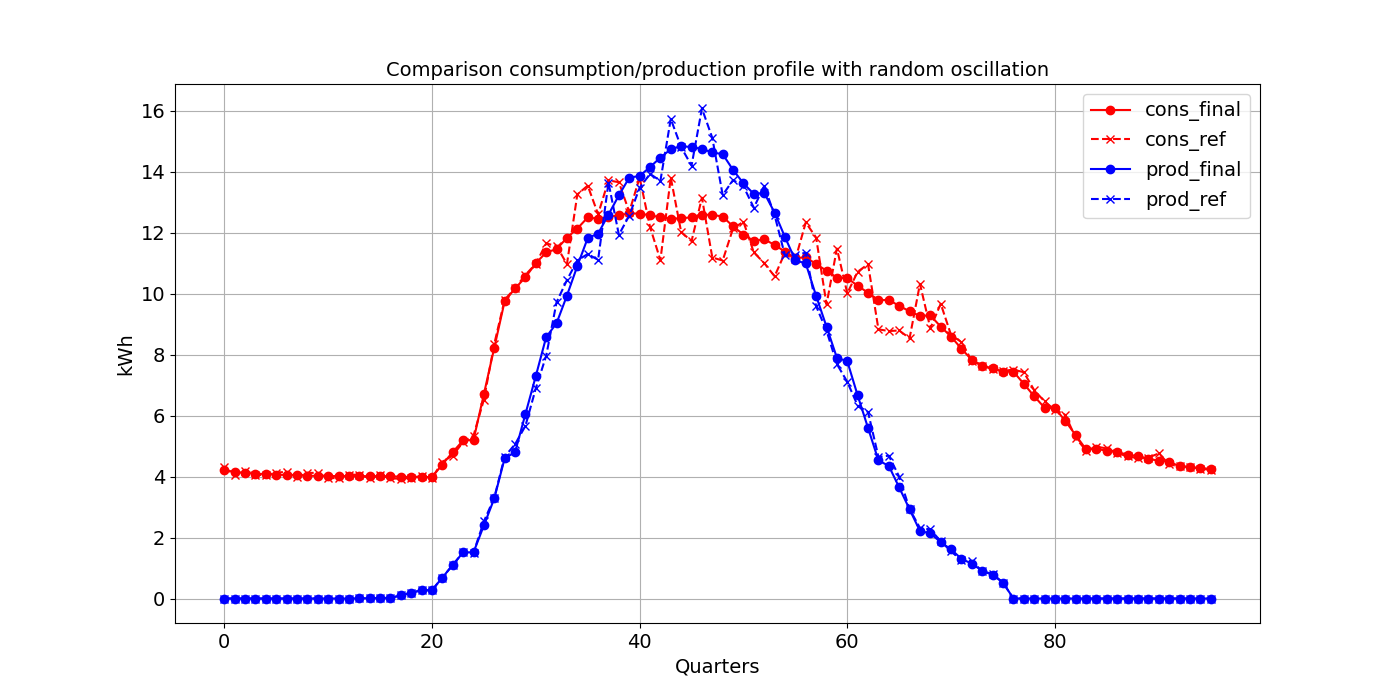 Comparison consumption/production profile with random oscillation
cons_final
cons_ref
prod_final
prod_ref
kWh
16
14
12
10
8
6
4
2
0
0 20 40 60 80
Quarters